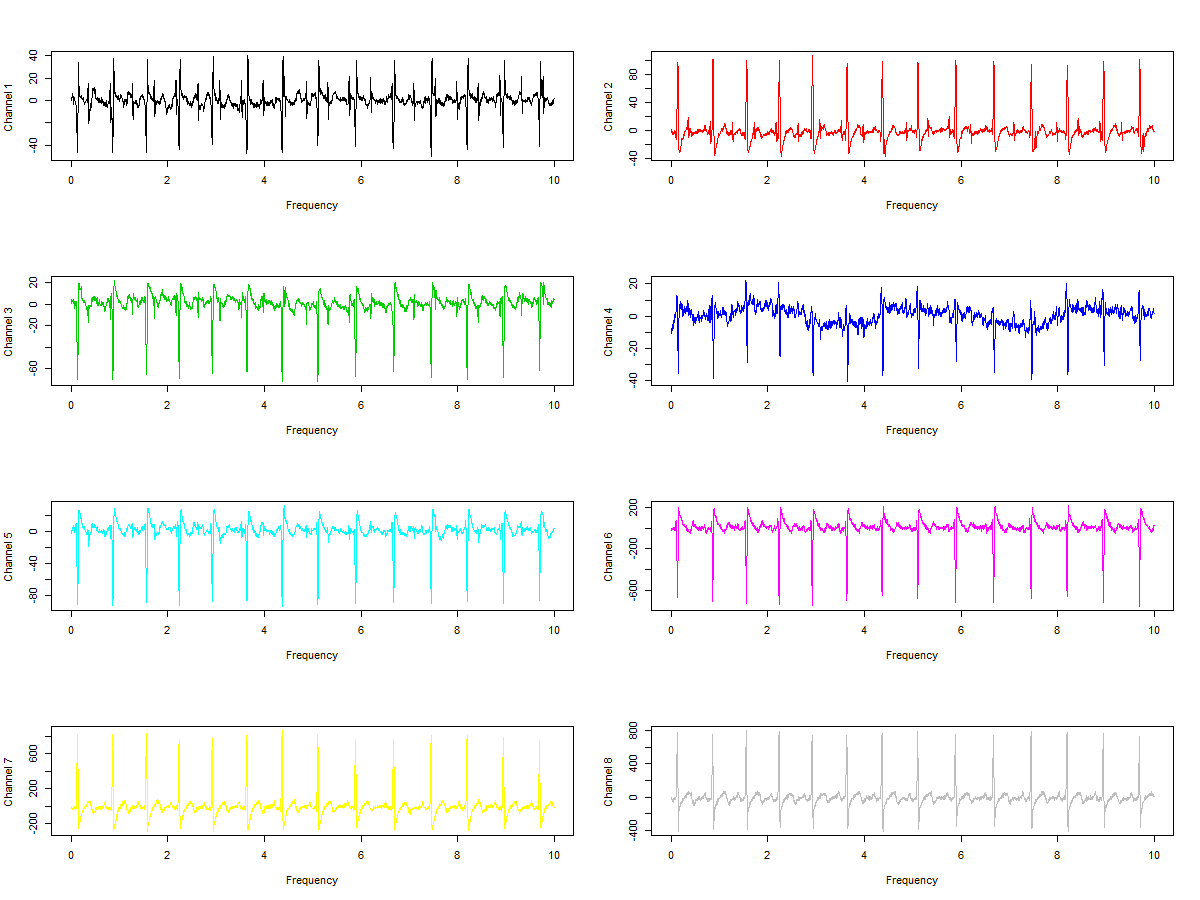 Channel 1
40
20
0
-40
0 2 4 6 8 10
Frequency
Channel 2
80
40
0
-40
0 2 4 6 8 10
Frequency
Channel 3
20
0
-20
-60
0 2 4 6 8 10
Frequency
Channel 4
20
0
-20
-40
0 2 4 6 8 10
Frequency
Channel 5
0
-40
-80
0 2 4 6 8 10
Frequency
Channel 6
200
-200
-600
0 2 4 6 8 10
Frequency
Channel 7
600
200
-200
0 2 4 6 8 10
Frequency
Channel 8
800
400
0
-400
0 2 4 6 8 10
Frequency